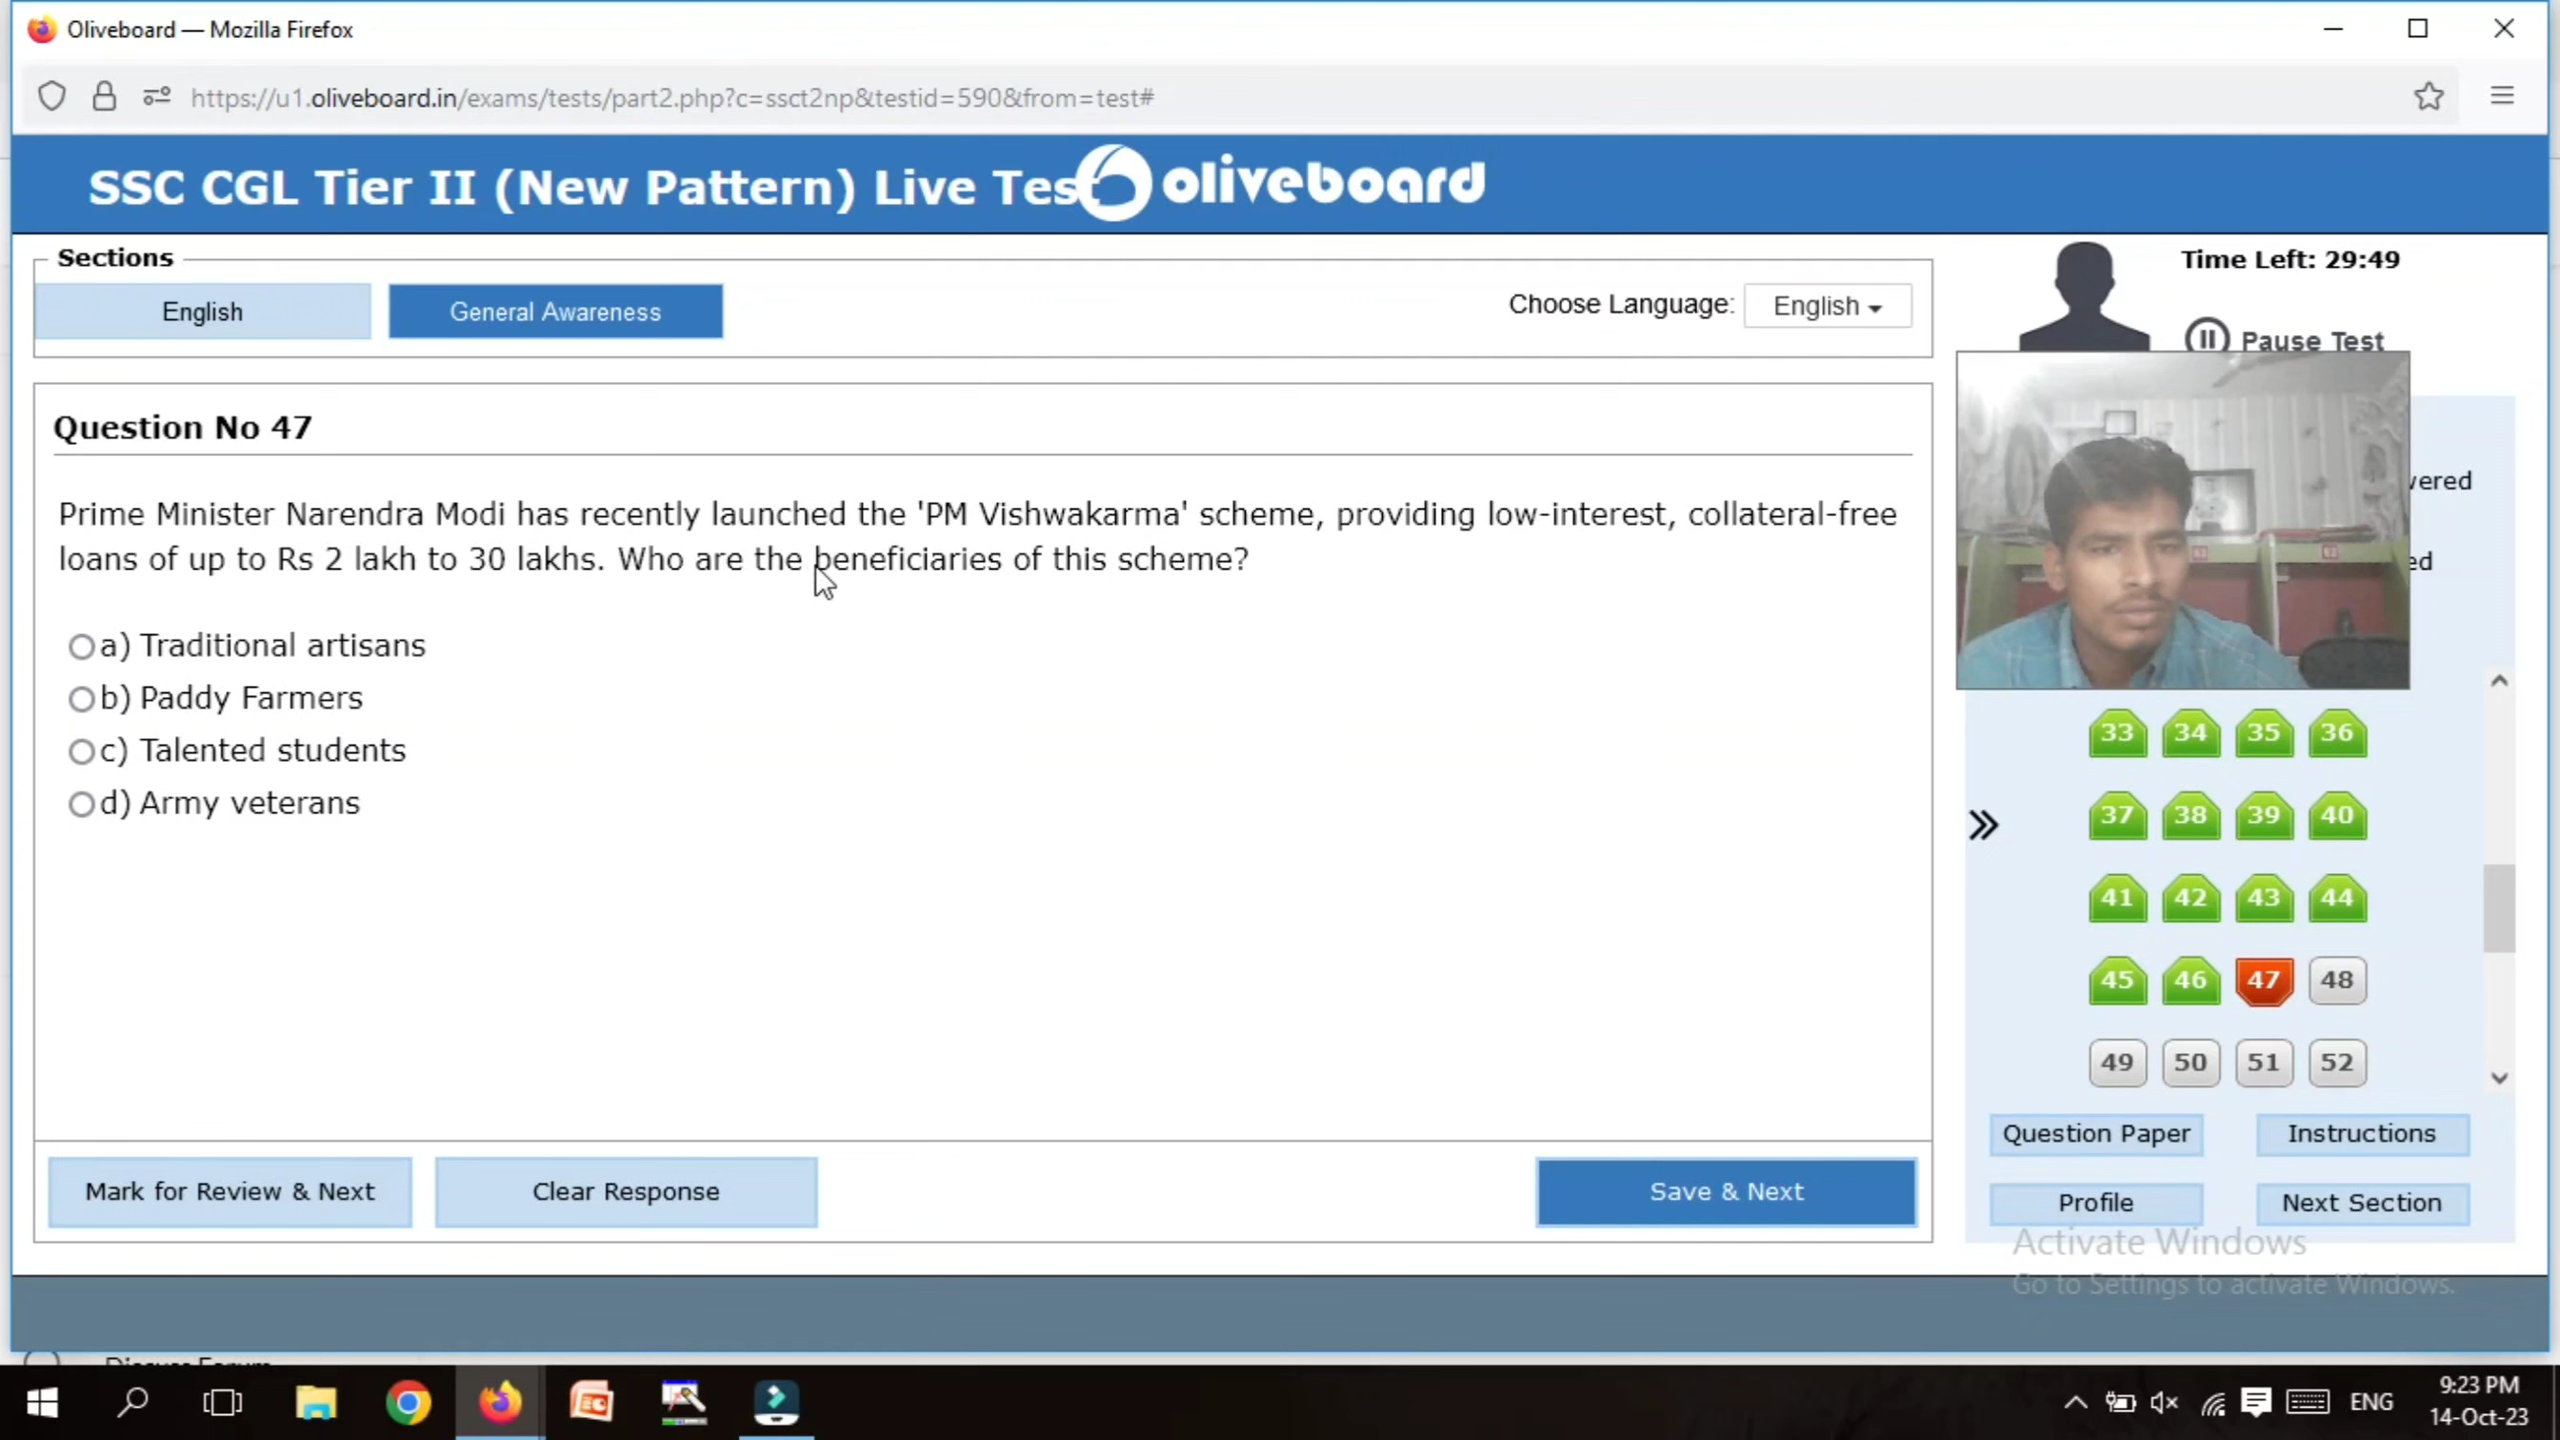 Oliveboard — Mozilla Firefox
https://u1.oliveboard.in/exams/tests/part2.php?c=ssct2np&testid=590&from=test#
SSC CGL Tier II (New Pattern) Live Tes
oliveboard
Sections
English
General Awareness
Choose Language:
English
Time Left: 29:49
Pause Test
Question No 47
Prime Minister Narendra Modi has recently launched the 'PM Vishwakarma' scheme, providing low-interest, collateral-free
loans of up to Rs 2 lakh to 30 lakhs. Who are the beneficiaries of this scheme?
a) Traditional artisans
b) Paddy Farmers
c) Talented students
d) Army veterans
33 34 35 36
37 38 39 40
41 42 43 44
45 46 47 48
49 50 51 52
Question Paper
Instructions
Profile
Next Section
Mark for Review & Next
Clear Response
Save & Next
Activate Windows
Go to Settings to activate Windows.
ENG
9:23 PM
14-Oct-23